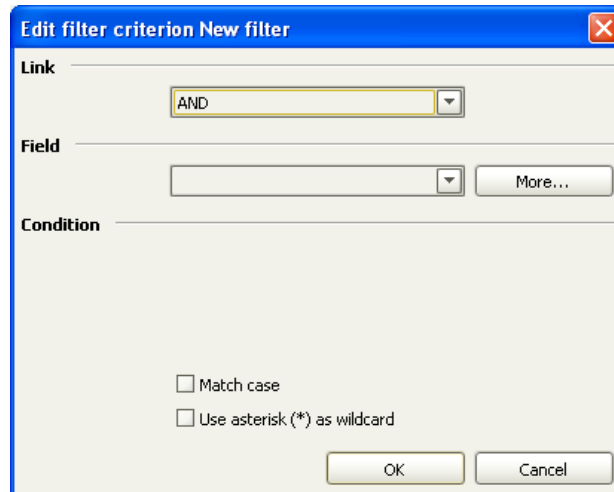 Edit filter criterion New filter
Link
AND
Field
More...
Condition
Match case
Use asterisk (*) as wildcard
OK Cancel